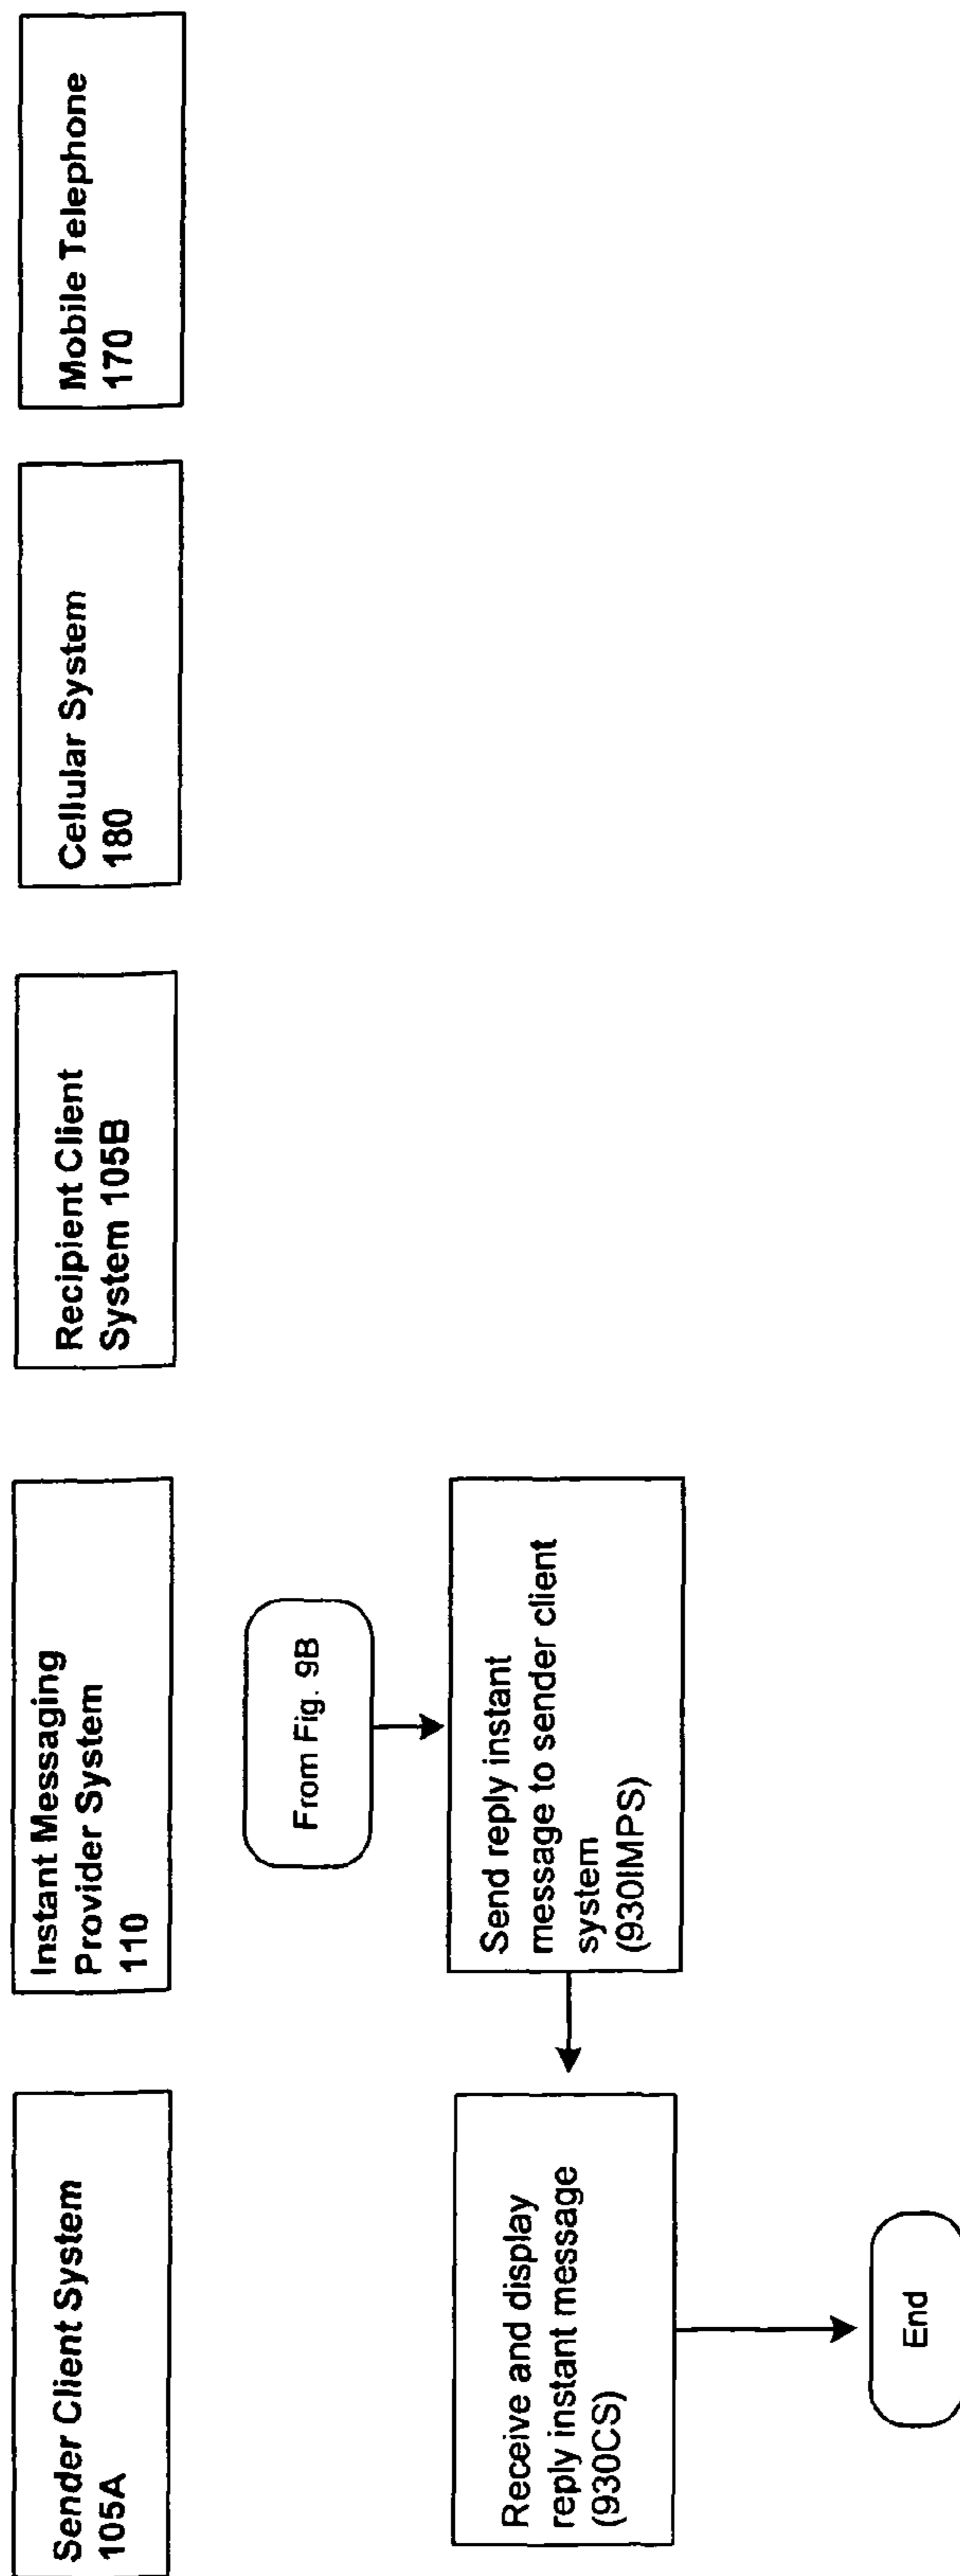 Sender Client System
105A
Instant Messaging
Provider System
110
Recipient Client
System 105B
Cellular System
180
Mobile Telephone
170
From Fig. 9B
Send reply instant
message to sender client
system
(930IMPS)
Receive and display
reply instant message
(930CS)
End